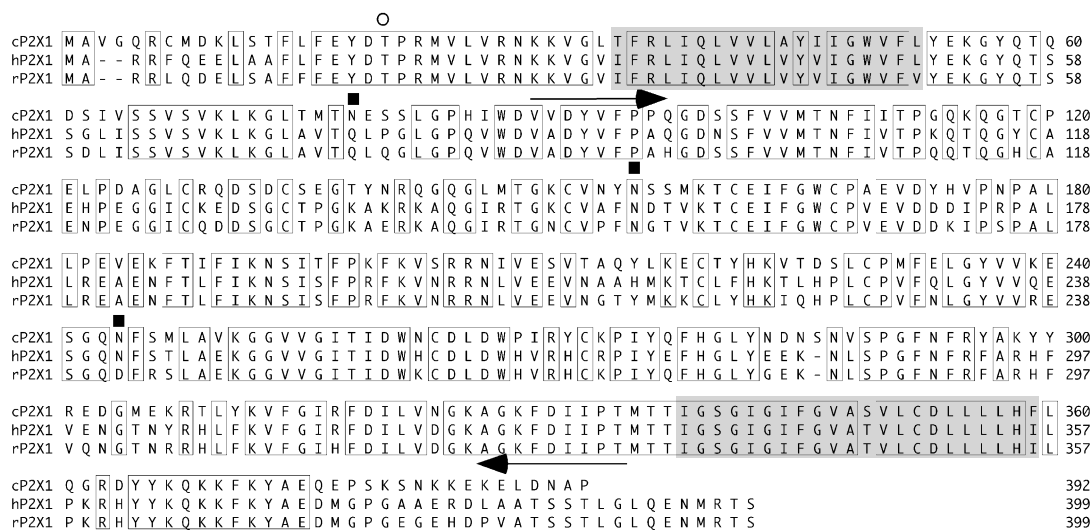 cP2X1 M A V G Q R C M D K L S T F L F E Y D T P R M V L V R N K K V G L T F R L I Q L V V L A Y I I G W V F L Y E K G Y Q T Q 60
hP2X1 M A - - R R F Q E E L A A F L F E Y D T P R M V L V R N K K V G V I F R L I Q L V V L V Y V I G W V F L Y E K G Y Q T S 58
rP2X1 M A - - R R L Q D E L S A F F F E Y D T P R M V L V R N K K V G V I F R L I Q L V V L V Y V I G W V F V Y E K G Y Q T S 58
cP2X1 D S I V S S V S V K L K G L T M T N E S S L G P H I W D V V D Y V F P P Q G D S S F V V M T N F I I T P G Q K Q G T C P 120
hP2X1 S G L I S S V S V K L K G L A V T Q L P G L G P Q V W D V A D Y V F P A Q G D N S F V V M T N F I V T P K Q T Q G Y C A 118
rP2X1 S D L I S S V S V K L K G L A V T Q L Q G L G P Q V W D V A D Y V F P A H G D S S F V V M T N F I V T P Q Q T Q G H C A 118
cP2X1 E L P D A G L C R Q D S D C S E G T Y N R Q G Q G L M T G K C V N Y N S S M K T C E I F G W C P A E V D Y H V P N P A L 180
hP2X1 E H P E G G I C K E D S G C T P G K A K R K A Q G I R T G K C V A F N D T V K T C E I F G W C P V E V D D D I P R P A L 178
rP2X1 E N P E G G I C Q D D S G C T P G K A E R K A Q G I R T G N C V P F N G T V K T C E I F G W C P V E V D D K I P S P A L 178
cP2X1 L P E V E K F T I F I K N S I T F P K F K V S R R N I V E S V T A Q Y L K E C T Y H K V T D S L C P M F E L G Y V V K E 240
hP2X1 L R E A E N F T L F I K N S I S F P R F K V N R R N L V E E V N A A H M K T C L F H K T L H P L C P V F Q L G Y V V Q E 238
rP2X1 L R E A E N F T L F I K N S I S F P R F K V N R R N L V E E V N G T Y M K K C L Y H K I Q H P L C P V F N L G Y V V R E 238
cP2X1 S G Q N F S M L A V K G G V V G I T I D W N C D L D W P I R Y C K P I Y Q F H G L Y N D N S N V S P G F N F R Y A K Y Y 300
hP2X1 S G Q N F S T L A E K G G V V G I T I D W H C D L D W H V R H C R P I Y E F H G L Y E E K - N L S P G F N F R F A R H F 297
rP2X1 S G Q D F R S L A E K G G V V G I T I D W K C D L D W H V R H C K P I Y Q F H G L Y G E K - N L S P G F N F R F A R H F 297
cP2X1 R E D G M E K R T L Y K V F G I R F D I L V N G K A G K F D I I P T M T T I G S G I G I F G V A S V L C D L L L L H F L 360
hP2X1 V E N G T N Y R H L F K V F G I R F D I L V D G K A G K F D I I P T M T T I G S G I G I F G V A T V L C D L L L L H I L 357
rP2X1 V Q N G T N R R H L F K V F G I H F D I L V D G K A G K F D I I P T M T T I G S G I G I F G V A T V L C D L L L L H I L 357
cP2X1 Q G R D Y Y K Q K K F K Y A E Q E P S K S N K K E K E L D N A P 392
hP2X1 P K R H Y Y K Q K K F K Y A E D M G P G A A E R D L A A T S S T L G L Q E N M R T S 399
rP2X1 P K R H Y Y K Q K K F K Y A E D M G P G E G E H D P V A T S S T L G L Q E N M R T S 399